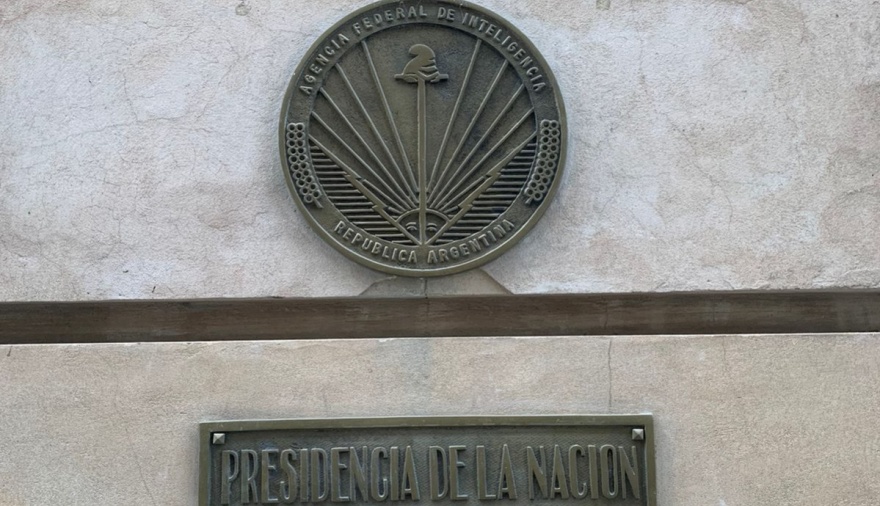 AGENCIA FEDERAL DE INTELIGENCIA
REPUBLICA ARGENTINA
PRESIDENCIA DE LA NACION